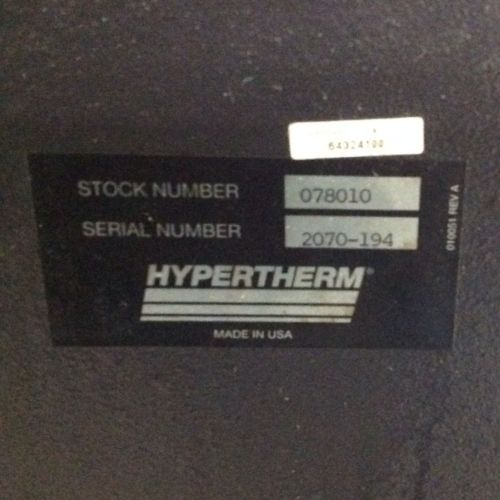 64324100
STOCK NUMBER 078010
SERIAL NUMBER 2070-194
010051 REV A
HYPERTHERM®
MADE IN USA